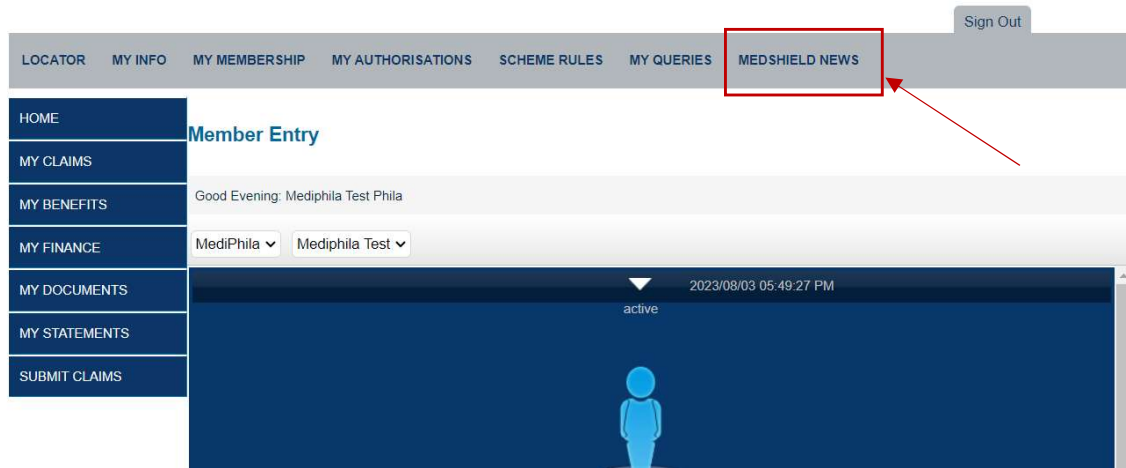 Sign Out
LOCATOR MY INFO MY MEMBERSHIP MY AUTHORISATIONS SCHEME RULES MY QUERIES MEDSHIELD NEWS
HOME
MY CLAIMS
MY BENEFITS
MY FINANCE
MY DOCUMENTS
MY STATEMENTS
SUBMIT CLAIMS
Member Entry
Good Evening: Mediphila Test Phila
MediPhila Mediphila Test
2023/08/03 05:49:27 PM
active